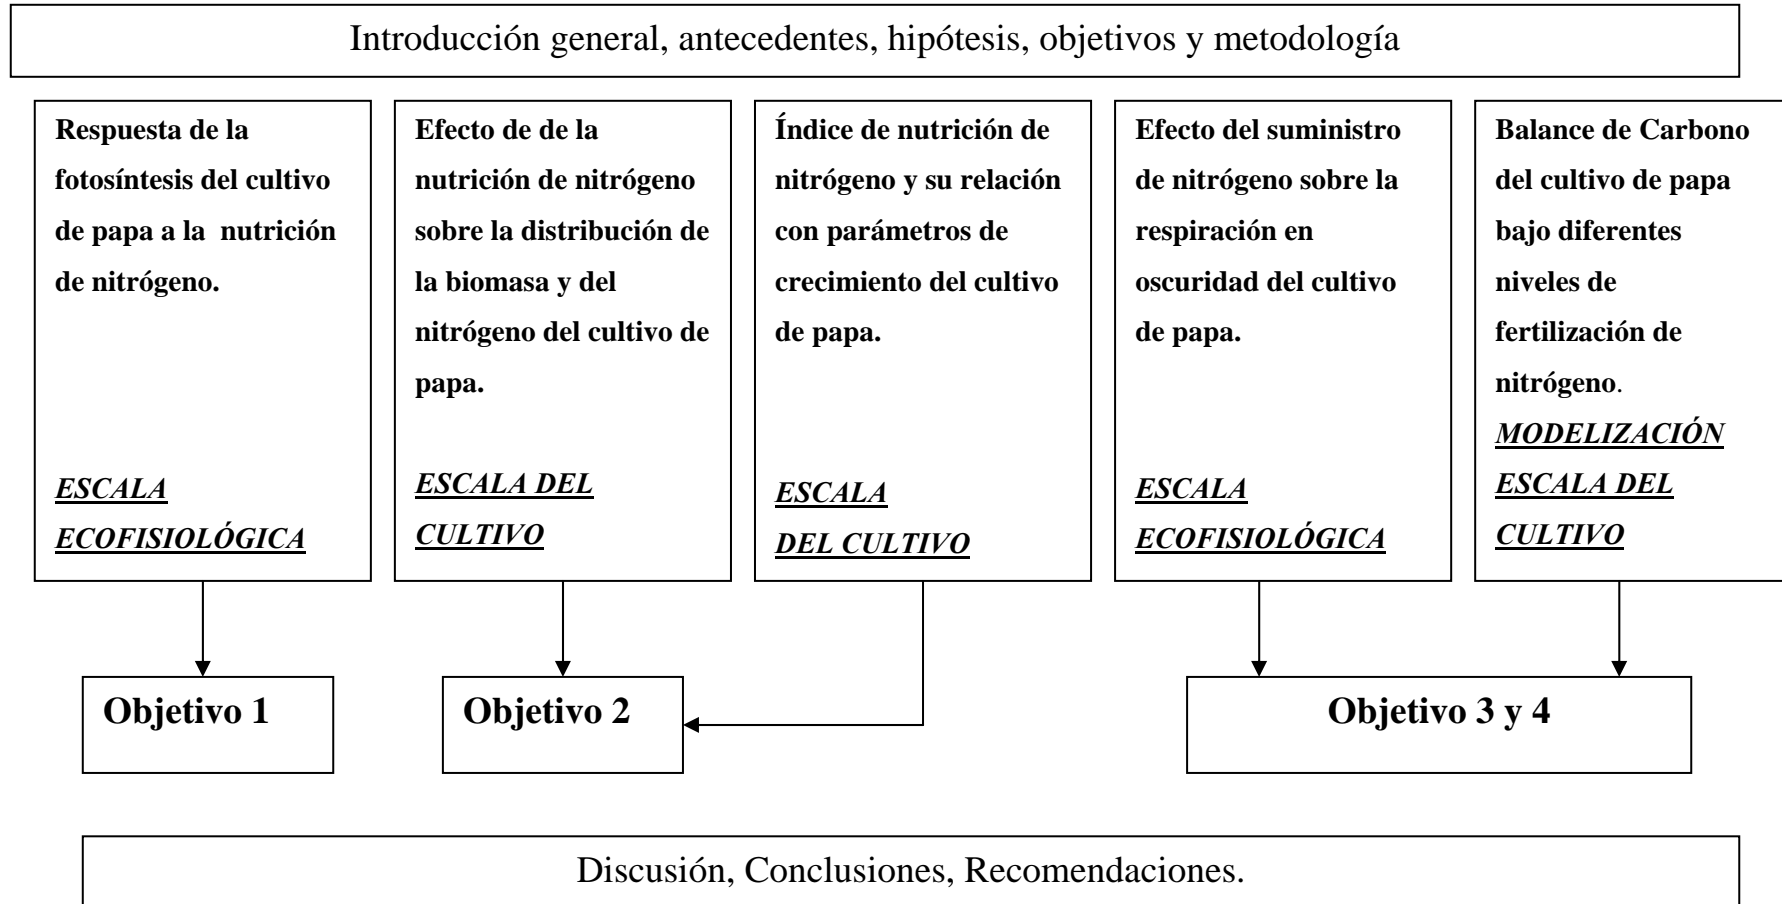 Introducción general, antecedentes, hipótesis, objetivos y metodología
Respuesta de la
fotosíntesis del cultivo
de papa a la nutrición
de nitrógeno.
ESCALA
ECOFISIOLÓGICA
Efecto de de la
nutrición de nitrógeno
sobre la distribución de
la biomasa y del
nitrógeno del cultivo de
papa.
ESCALA DEL
CULTIVO
Índice de nutrición de
nitrógeno y su relación
con parámetros de
crecimiento del cultivo
de papa.
ESCALA
DEL CULTIVO
Efecto del suministro
de nitrógeno sobre la
respiración en
oscuridad del cultivo
de papa.
ESCALA
ECOFISIOLÓGICA
Balance de Carbono
del cultivo de papa
bajo diferentes
niveles de
fertilización de
nitrógeno.
MODELIZACIÓN
ESCALA DEL
CULTIVO
Objetivo 1
Objetivo 2
Objetivo 3 y 4
Discusión, Conclusiones, Recomendaciones.